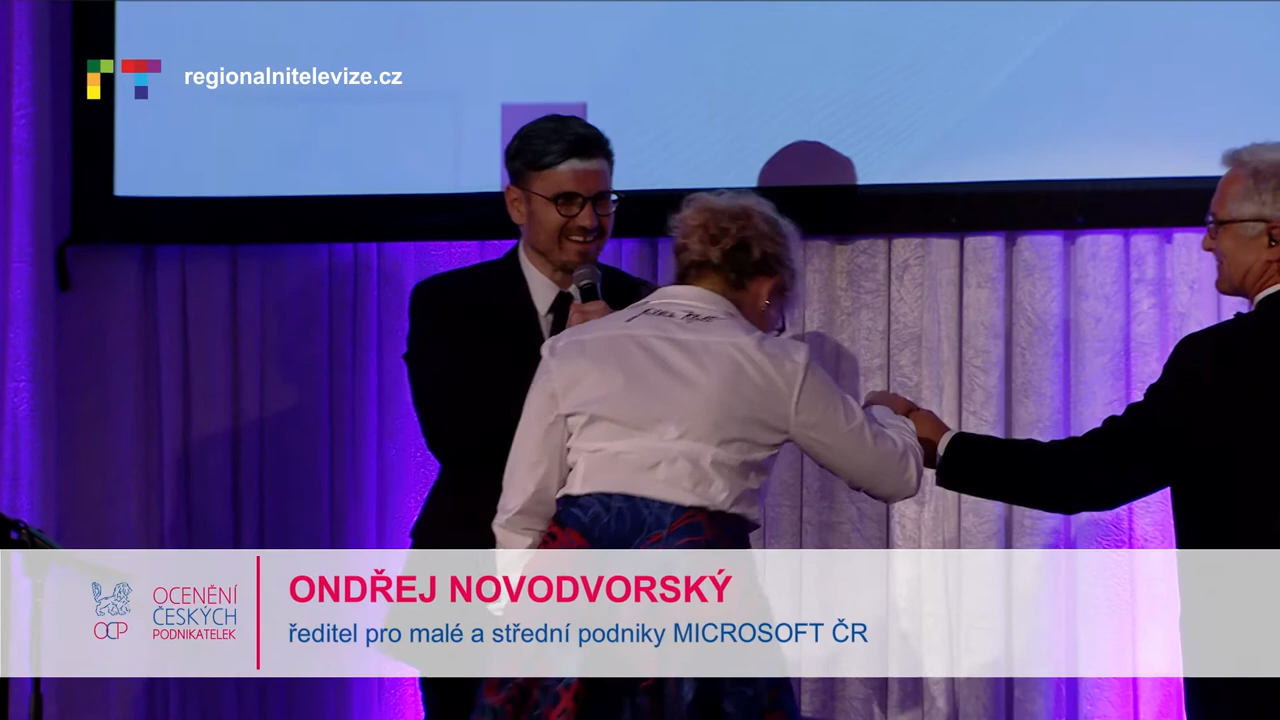 regionalnitelevize.cz
OCENĚNÍ
ČESKÝCH
PODNIKATELEK
OCP
ONDŘEJ NOVODVORSKÝ
ředitel pro malé a střední podniky MICROSOFT ČR